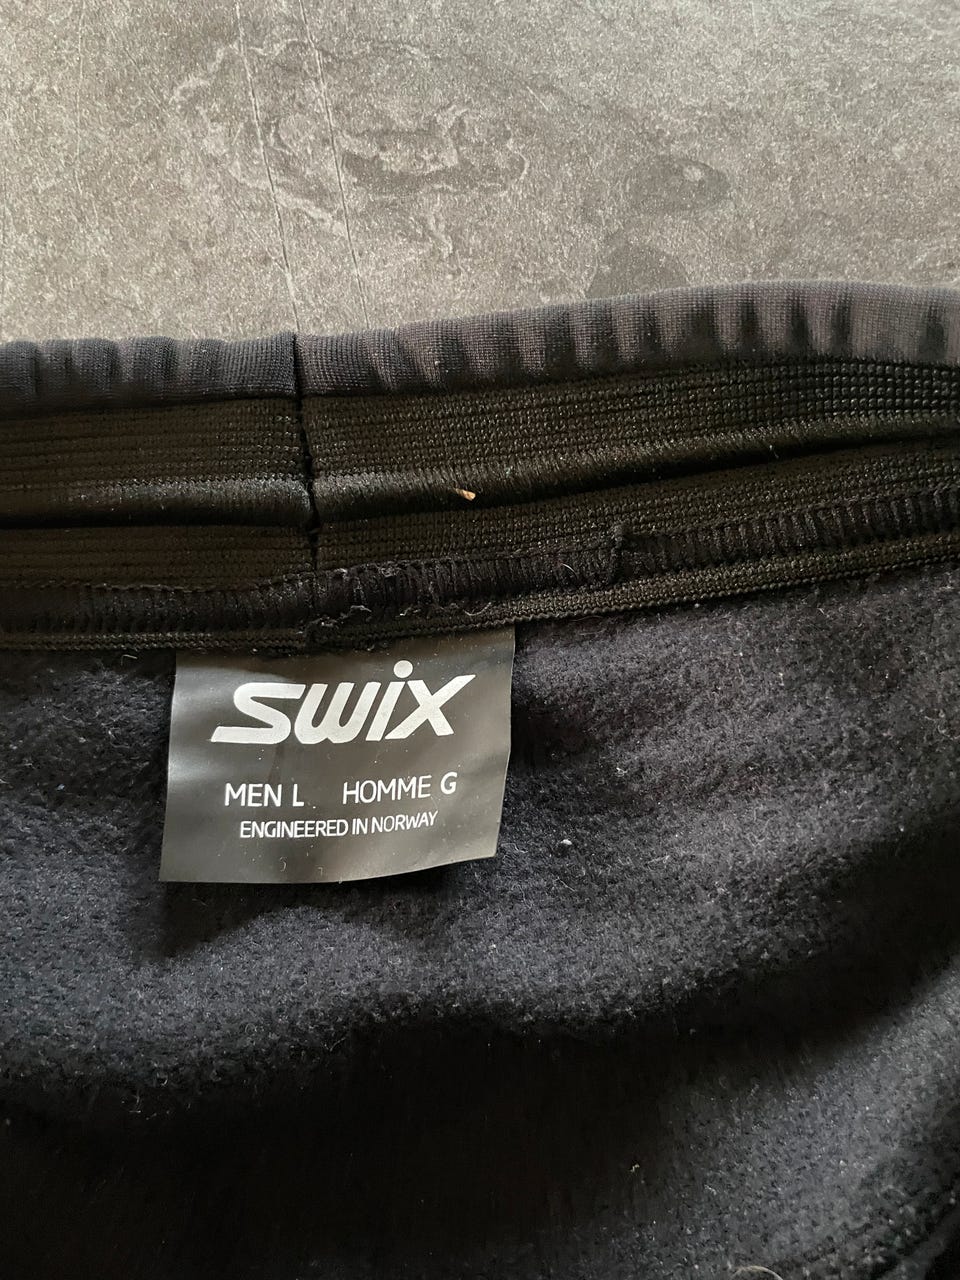 swix
MEN L HOMME G
ENGINEERED IN NORWAY